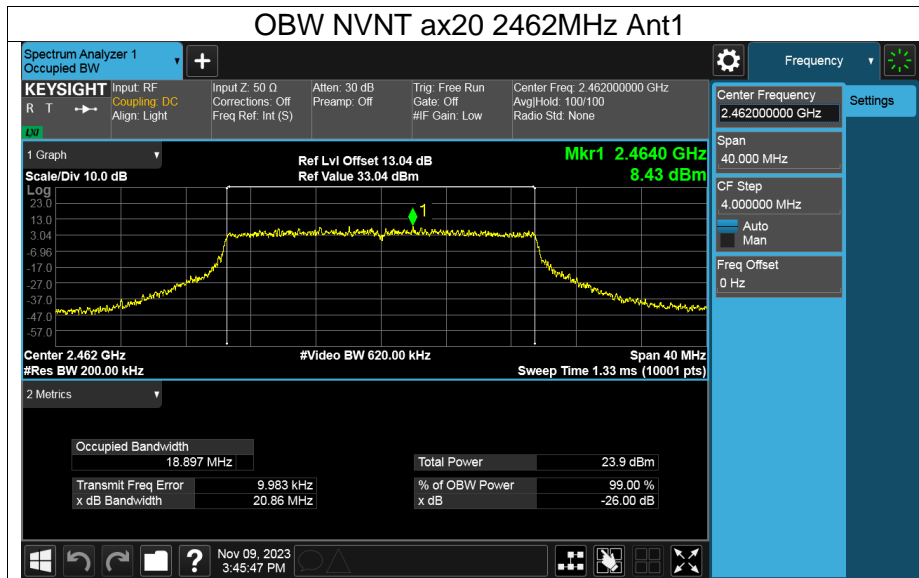 OBW NVNT ax20 2462MHz Ant1
Spectrum Analyzer 1
Occupied BW
+
Frequency
KEYSIGHT
R T
LXI
Input: RF
Coupling: DC
Align: Light
Input Z: 50 Ω
Corrections: Off
Freq Ref: Int (S)
Atten: 30 dB
Preamp: Off
Trig: Free Run
Gate: Off
#IF Gain: Low
Center Freq: 2.462000000 GHz
Avg|Hold: 100/100
Radio Std: None
Center Frequency
2.462000000 GHz
Settings
Span
40.000 MHz
CF Step
4.000000 MHz
Auto
Man
Freq Offset
0 Hz
1 Graph
Ref Lvl Offset 13.04 dB
Mkr1 2.4640 GHz
Scale/Div 10.0 dB
Ref Value 33.04 dBm
8.43 dBm
Log
23.0
13.0
3.04
-6.96
-17.0
-27.0
-37.0
-47.0
-57.0
1
Center 2.462 GHz
#Video BW 620.00 kHz
Span 40 MHz
#Res BW 200.00 kHz
Sweep Time 1.33 ms (10001 pts)
2 Metrics
Occupied Bandwidth
18.897 MHz
Total Power 23.9 dBm
Transmit Freq Error 9.983 kHz
% of OBW Power 99.00 %
x dB Bandwidth 20.86 MHz
x dB -26.00 dB
?
Nov 09, 2023
3:45:47 PM